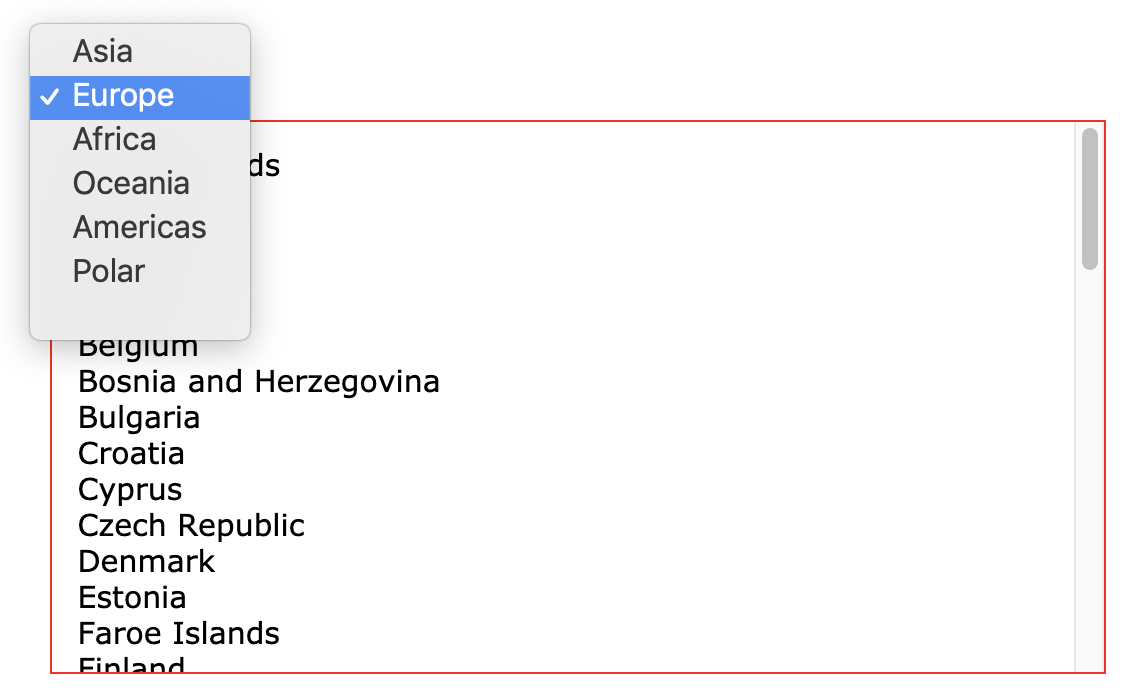 Asia
Europe
Africa
Oceania
Americas
Polar
ds
Belgium
Bosnia and Herzegovina
Bulgaria
Croatia
Cyprus
Czech Republic
Denmark
Estonia
Faroe Islands
Finland